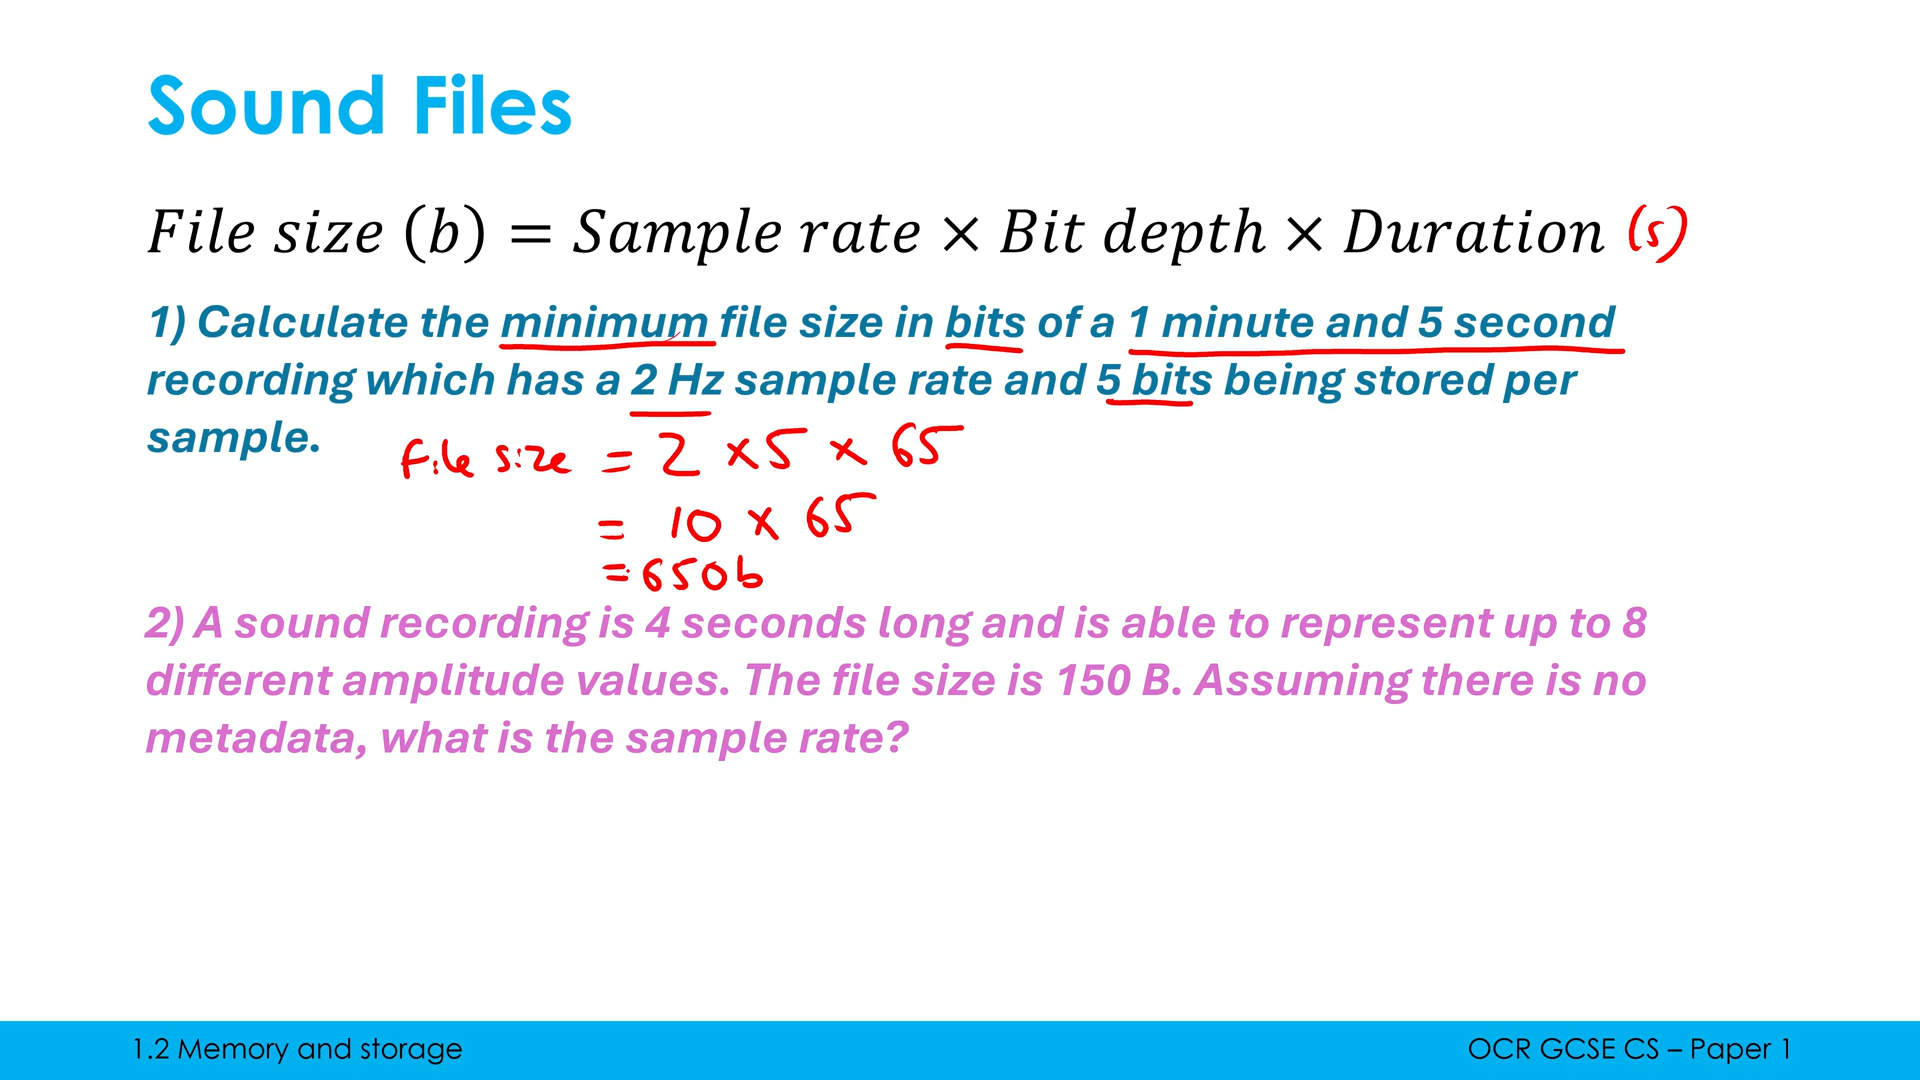 Sound Files
File size (b) = Sample rate × Bit depth × Duration (s)
1) Calculate the minimum file size in bits of a 1 minute and 5 second
recording which has a 2 Hz sample rate and 5 bits being stored per
sample.
File size = 2 × 5 × 65
= 10 × 65
= 650b
2) A sound recording is 4 seconds long and is able to represent up to 8
different amplitude values. The file size is 150 B. Assuming there is no
metadata, what is the sample rate?
1.2 Memory and storage
OCR GCSE CS – Paper 1